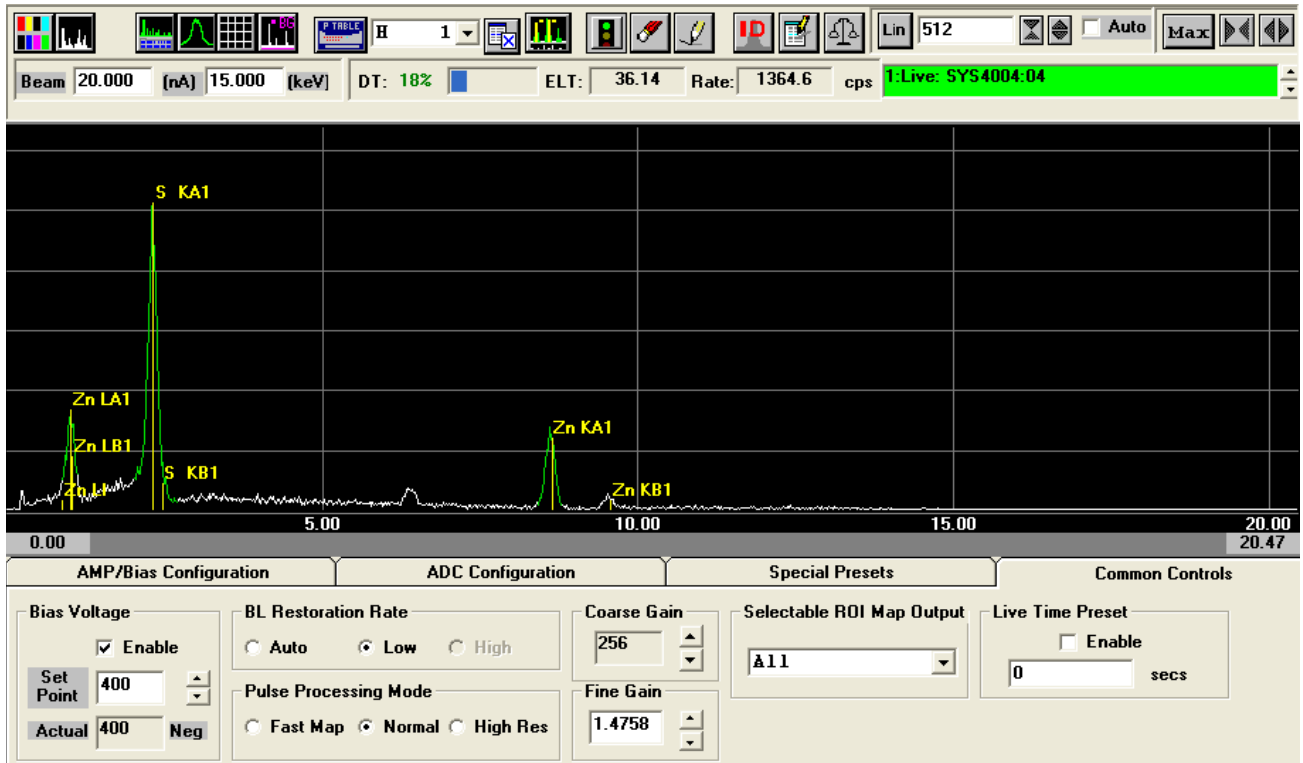 BG
P TABLE
H 1
ID
Lin 512
Auto
Max
Beam 20.000 (nA) 15.000 (keV)
DT: 18%
ELT: 36.14
Rate: 1364.6 cps
1:Live: SYS4004:04
S KA1
Zn LA1
Zn LB1
S KB1
Zn Ll
Zn KA1
Zn KB1
5.00 10.00 15.00 20.00
0.00 20.47
AMP/Bias Configuration
ADC Configuration
Special Presets
Common Controls
Bias Voltage
Enable
Set Point 400
Actual 400 Neg
BL Restoration Rate
Auto Low High
Pulse Processing Mode
Fast Map Normal High Res
Coarse Gain
256
Fine Gain
1.4758
Selectable ROI Map Output
All
Live Time Preset
Enable
0 secs